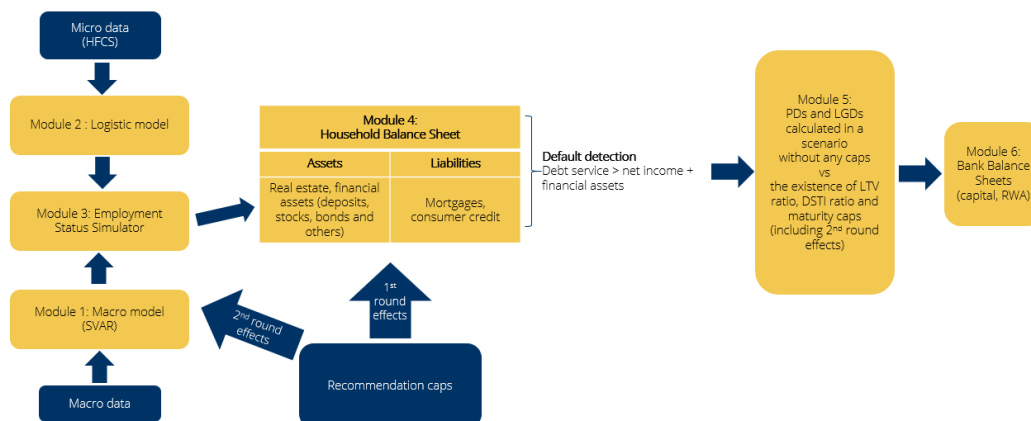 Micro data
(HFCS)
Module 2 : Logistic model
Module 3: Employment
Status Simulator
Module 1: Macro model
(SVAR)
Macro data
Module 4:
Household Balance Sheet
Assets
Liabilities
Real estate, financial
assets (deposits,
stocks, bonds and
others)
Mortgages,
consumer credit
Default detection
Debt service > net income +
financial assets
1st
round
effects
2nd round
effects
Recommendation caps
Module 5:
PDs and LGDs
calculated in a
scenario
without any caps
vs
the existence of LTV
ratio, DSTI ratio and
maturity caps
(including 2nd round
effects)
Module 6:
Bank Balance
Sheets
(capital, RWA)